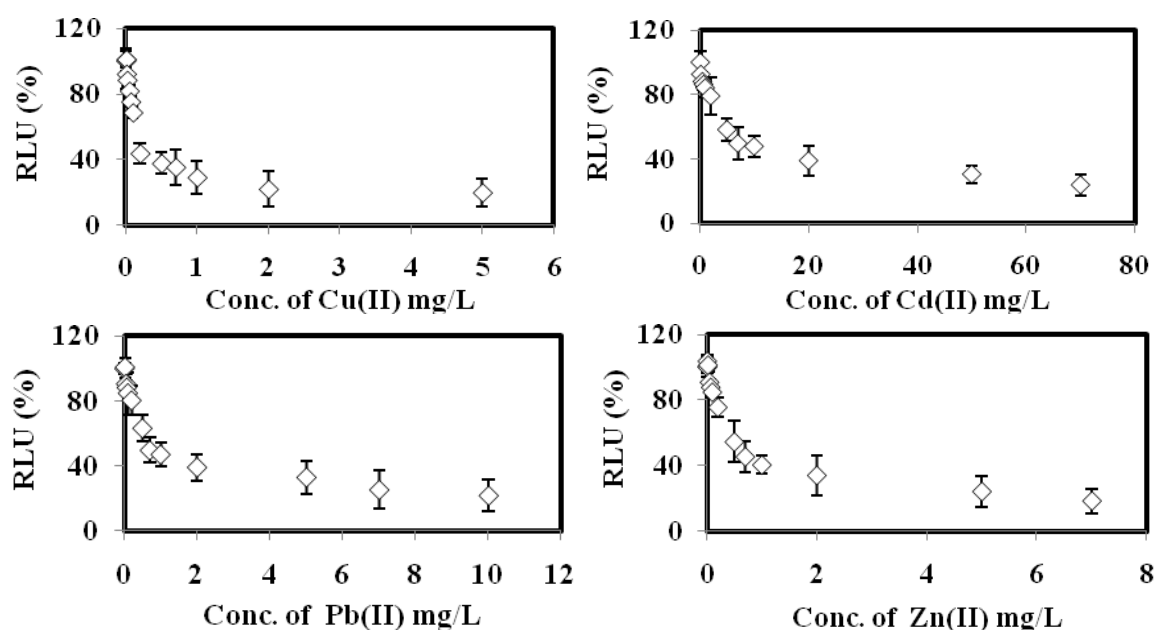 120
80
40
0
RLU (%)
0 1 2 3 4 5 6
Conc. of Cu(II) mg/L
120
80
40
0
RLU (%)
0 20 40 60 80
Conc. of Cd(II) mg/L
120
80
40
0
RLU (%)
0 2 4 6 8 10 12
Conc. of Pb(II) mg/L
120
80
40
0
RLU (%)
0 2 4 6 8
Conc. of Zn(II) mg/L